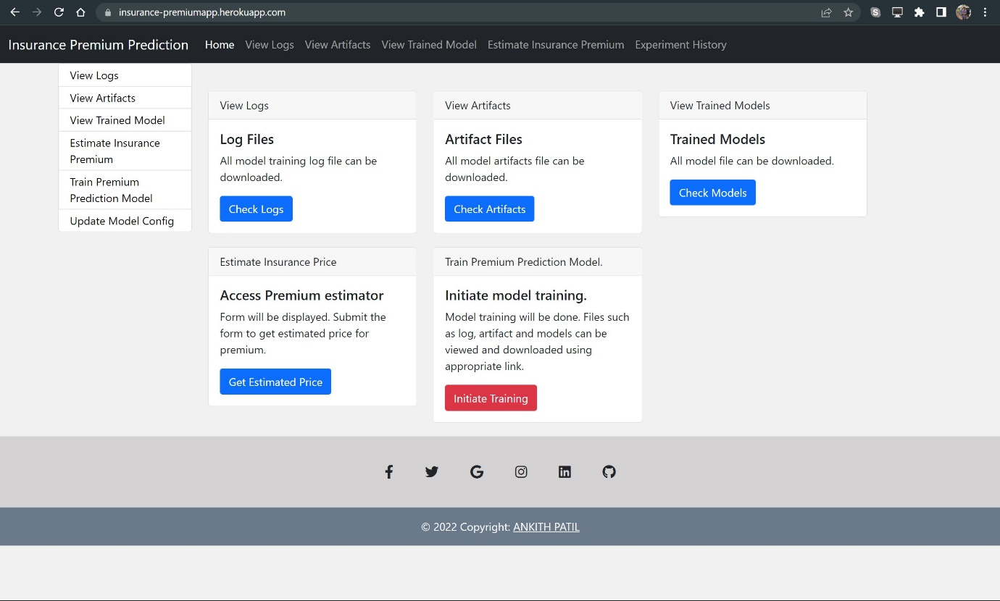 insurance-premiumapp.herokuapp.com
Insurance Premium Prediction Home View Logs View Artifacts View Trained Model Estimate Insurance Premium Experiment History
View Logs
View Artifacts
View Trained Model
Estimate Insurance
Premium
Train Premium
Prediction Model
Update Model Config
View Logs
Log Files
All model training log file can be
downloaded.
Check Logs
View Artifacts
Artifact Files
All model artifacts file can be
downloaded.
Check Artifacts
View Trained Models
Trained Models
All model file can be downloaded.
Check Models
Estimate Insurance Price
Access Premium estimator
Form will be displayed. Submit the
form to get estimated price for
premium.
Get Estimated Price
Train Premium Prediction Model.
Initiate model training.
Model training will be done. Files such
as log, artifact and models can be
viewed and downloaded using
appropriate link.
Initiate Training
© 2022 Copyright: ANKITH PATIL